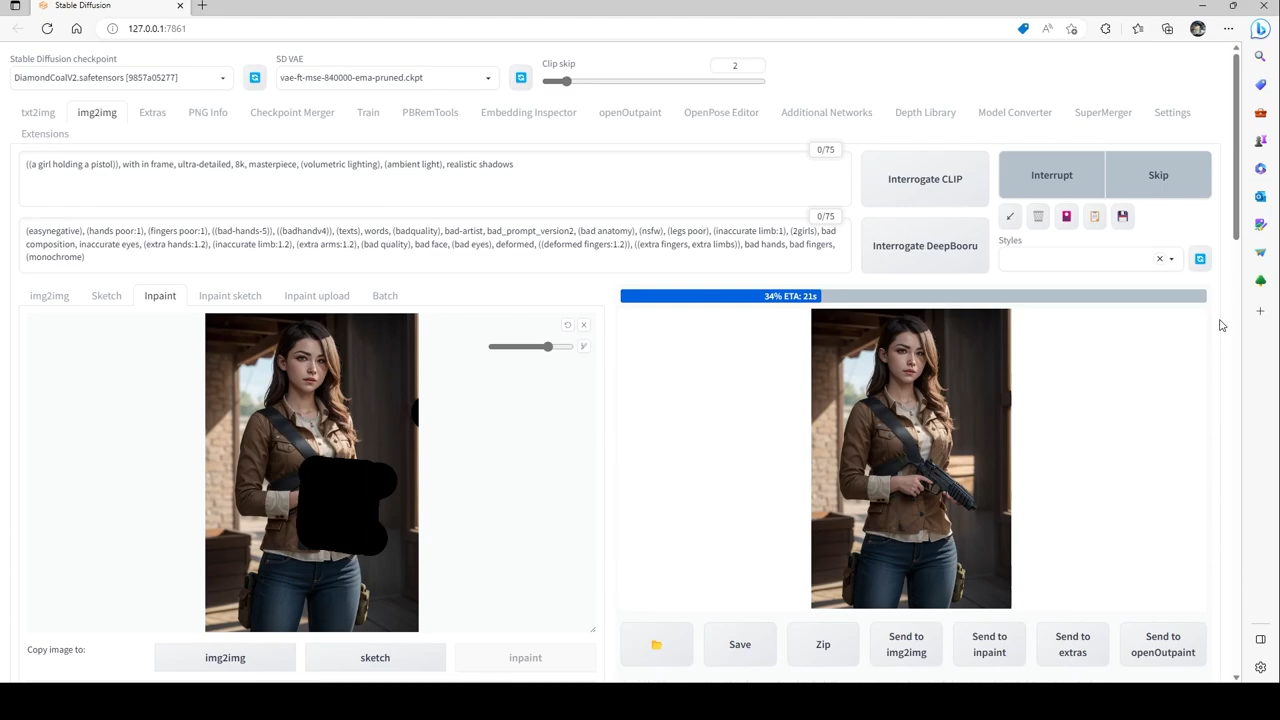 Stable Diffusion
127.0.0.1:7861
Stable Diffusion checkpoint
SD VAE
Clip skip
2
DiamondCoalV2.safetensors [9857a05277]
vae-ft-mse-840000-ema-pruned.ckpt
txt2img
img2img
Extras
PNG Info
Checkpoint Merger
Train
PBRemTools
Embedding Inspector
openOutpaint
OpenPose Editor
Additional Networks
Depth Library
Model Converter
SuperMerger
Settings
Extensions
0/75
((a girl holding a pistol)), with in frame, ultra-detailed, 8k, masterpiece, (volumetric lighting), (ambient light), realistic shadows
Interrogate CLIP
Interrupt
Skip
0/75
(easynegative), (hands poor:1), (fingers poor:1), ((bad-hands-5)), ((badhandv4)), (texts), words, (badquality), bad-artist, bad_prompt_version2, (bad anatomy), (nsfw), (legs poor), (inaccurate limb:1), (2girls), bad
composition, inaccurate eyes, (extra hands:1.2), (inaccurate limb:1.2), (extra arms:1.2), (bad quality), bad face, (bad eyes), deformed, ((deformed fingers:1.2)), ((extra fingers, extra limbs)), bad hands, bad fingers,
(monochrome)
Interrogate DeepBooru
Styles
img2img
Sketch
Inpaint
Inpaint sketch
Inpaint upload
Batch
34% ETA: 21s
Copy image to:
img2img
sketch
inpaint
Save
Zip
Send to
img2img
Send to
inpaint
Send to
extras
Send to
openOutpaint